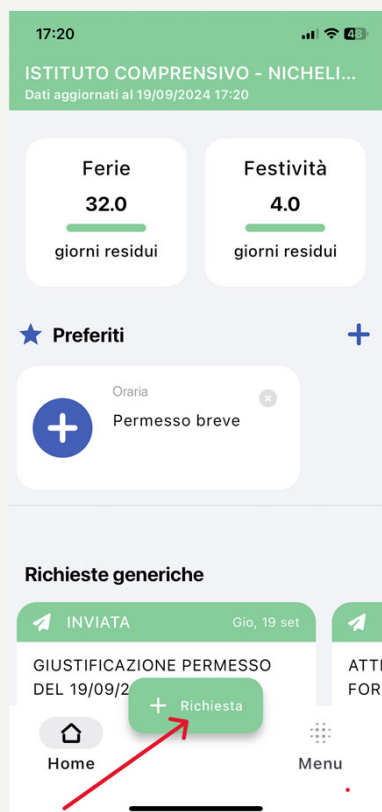 17:20
43
ISTITUTO COMPRENSIVO - NICHELI...
Dati aggiornati al 19/09/2024 17:20
Ferie
32.0
giorni residui
Festività
4.0
giorni residui
Preferiti
Oraria
Permesso breve
Richieste generiche
INVIATA Gio, 19 set
GIUSTIFICAZIONE PERMESSO
DEL 19/09/2
ATT
FOR
Richiesta
Home
Menu